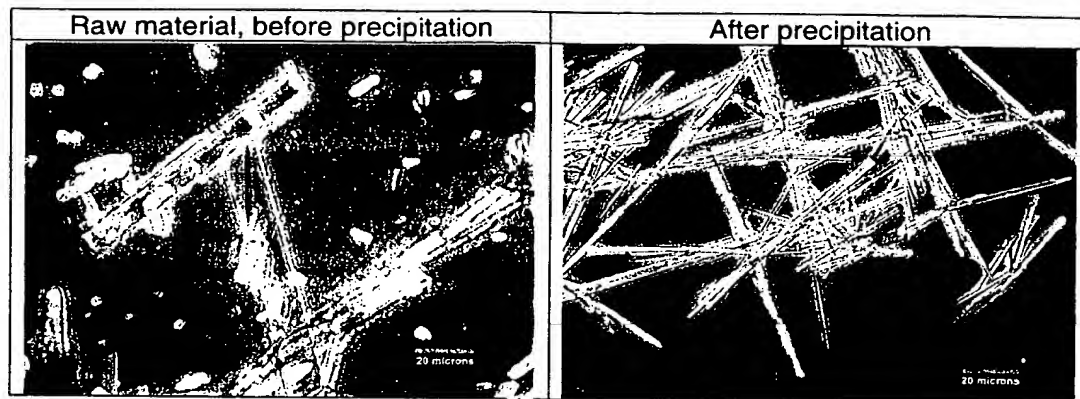 Raw material, before precipitation
After precipitation
20 microns
20 microns